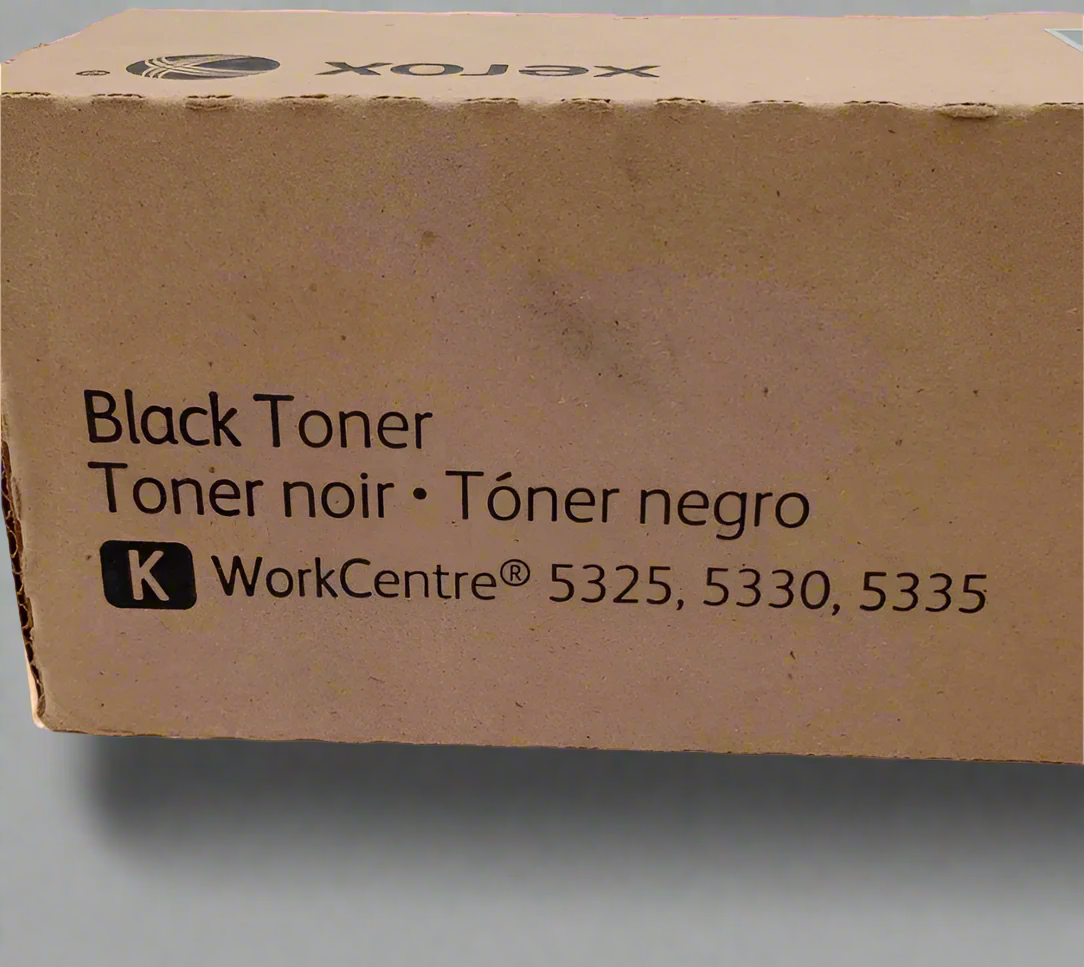 xerox ®
Black Toner
Toner noir • Tóner negro
K WorkCentre® 5325, 5330, 5335